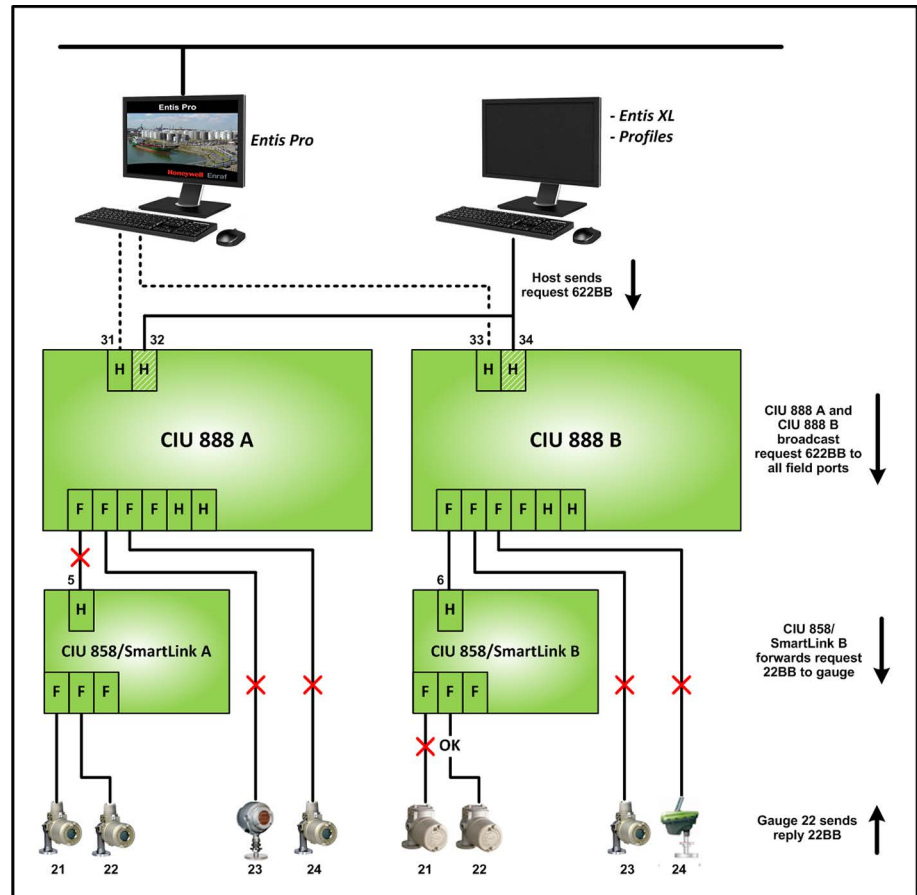 Entis Pro
Honeywell Enraf
Entis Pro
- Entis XL
- Profiles
Host sends
request 622BB
31
32
33
34
H
H
H
H
CIU 888 A
CIU 888 B
CIU 888 A and
CIU 888 B
broadcast
request 622BB to
all field ports
F F F F H H
F F F F H H
5
6
H
H
CIU 858/SmartLink A
CIU 858/SmartLink B
CIU 858/
SmartLink B
forwards request
22BB to gauge
F F F
F F F
OK
Gauge 22 sends
reply 22BB
21
22
23
24
21
22
23
24